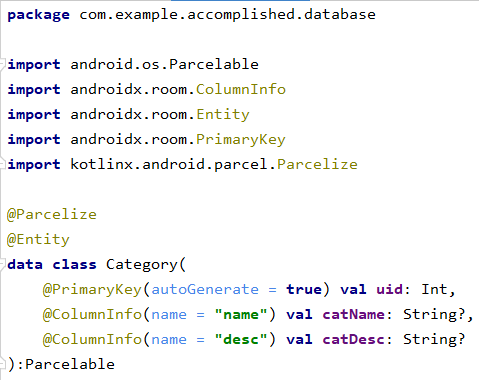 package com.example.accomplished.database
import android.os.Parcelable
import androidx.room.ColumnInfo
import androidx.room.Entity
import androidx.room.PrimaryKey
import kotlinx.android.parcel.Parcelize
@Parcelize
@Entity
data class Category(
    @PrimaryKey(autoGenerate = true) val uid: Int,
    @ColumnInfo(name = "name") val catName: String?,
    @ColumnInfo(name = "desc") val catDesc: String?
):Parcelable